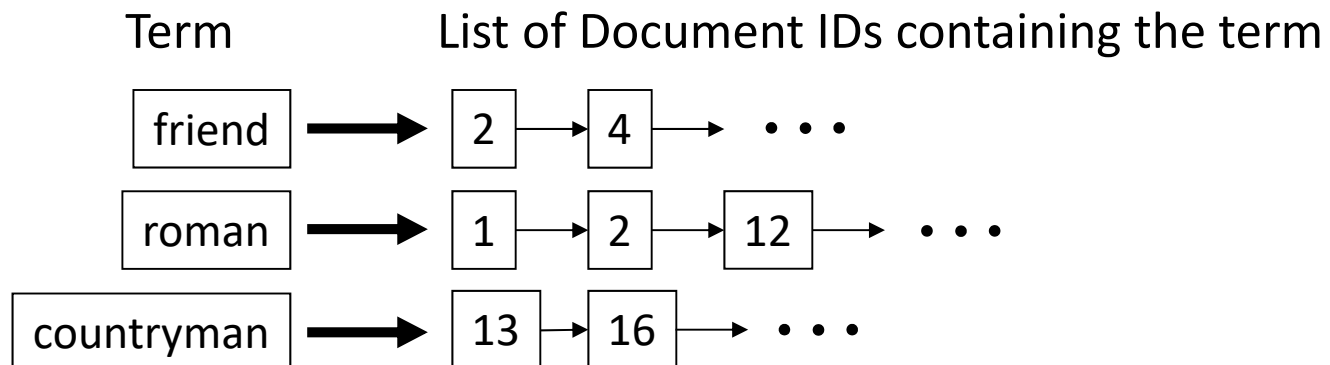 Term List of Document IDs containing the term
friend 2 4 • • •
roman 1 2 12 • • •
countryman 13 16 • • •